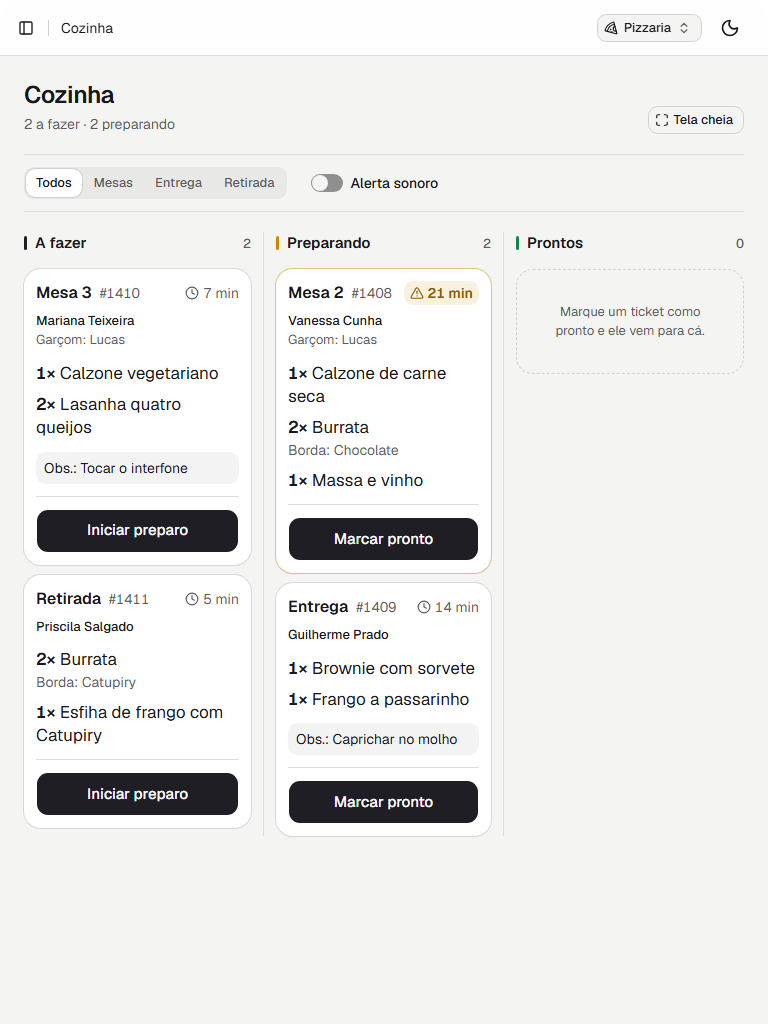 Cozinha
Pizzaria
Cozinha
2 a fazer · 2 preparando
Tela cheia
Todos
Mesas
Entrega
Retirada
Alerta sonoro
A fazer
2
Mesa 3 #1410
7 min
Mariana Teixeira
Garçom: Lucas
1× Calzone vegetariano
2× Lasanha quatro
queijos
Obs.: Tocar o interfone
Iniciar preparo
Retirada #1411
5 min
Priscila Salgado
2× Burrata
Borda: Catupiry
1× Esfiha de frango com
Catupiry
Iniciar preparo
Preparando
2
Mesa 2 #1408
21 min
Vanessa Cunha
Garçom: Lucas
1× Calzone de carne
seca
2× Burrata
Borda: Chocolate
1× Massa e vinho
Marcar pronto
Entrega #1409
14 min
Guilherme Prado
1× Brownie com sorvete
1× Frango a passarinho
Obs.: Caprichar no molho
Marcar pronto
Prontos
0
Marque um ticket como
pronto e ele vem para cá.